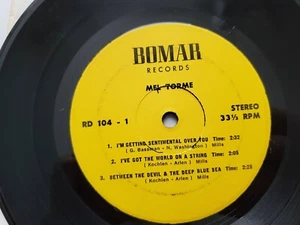 BOMAR
RECORDS
MEL TORME
RD 104 - 1
STEREO
33⅓ RPM
1. I'M GETTING SENTIMENTAL OVER YOU Time: 2:32
( G. Bassman - N. Washington ) Mills
2. I'VE GOT THE WORLD ON A STRING Time: 2:25
( Kochlen - Arlen ) Mills
3. BETWEEN THE DEVIL & THE DEEP BLUE SEA Time: 2:05
( Kochlen - Arlen ) Mills